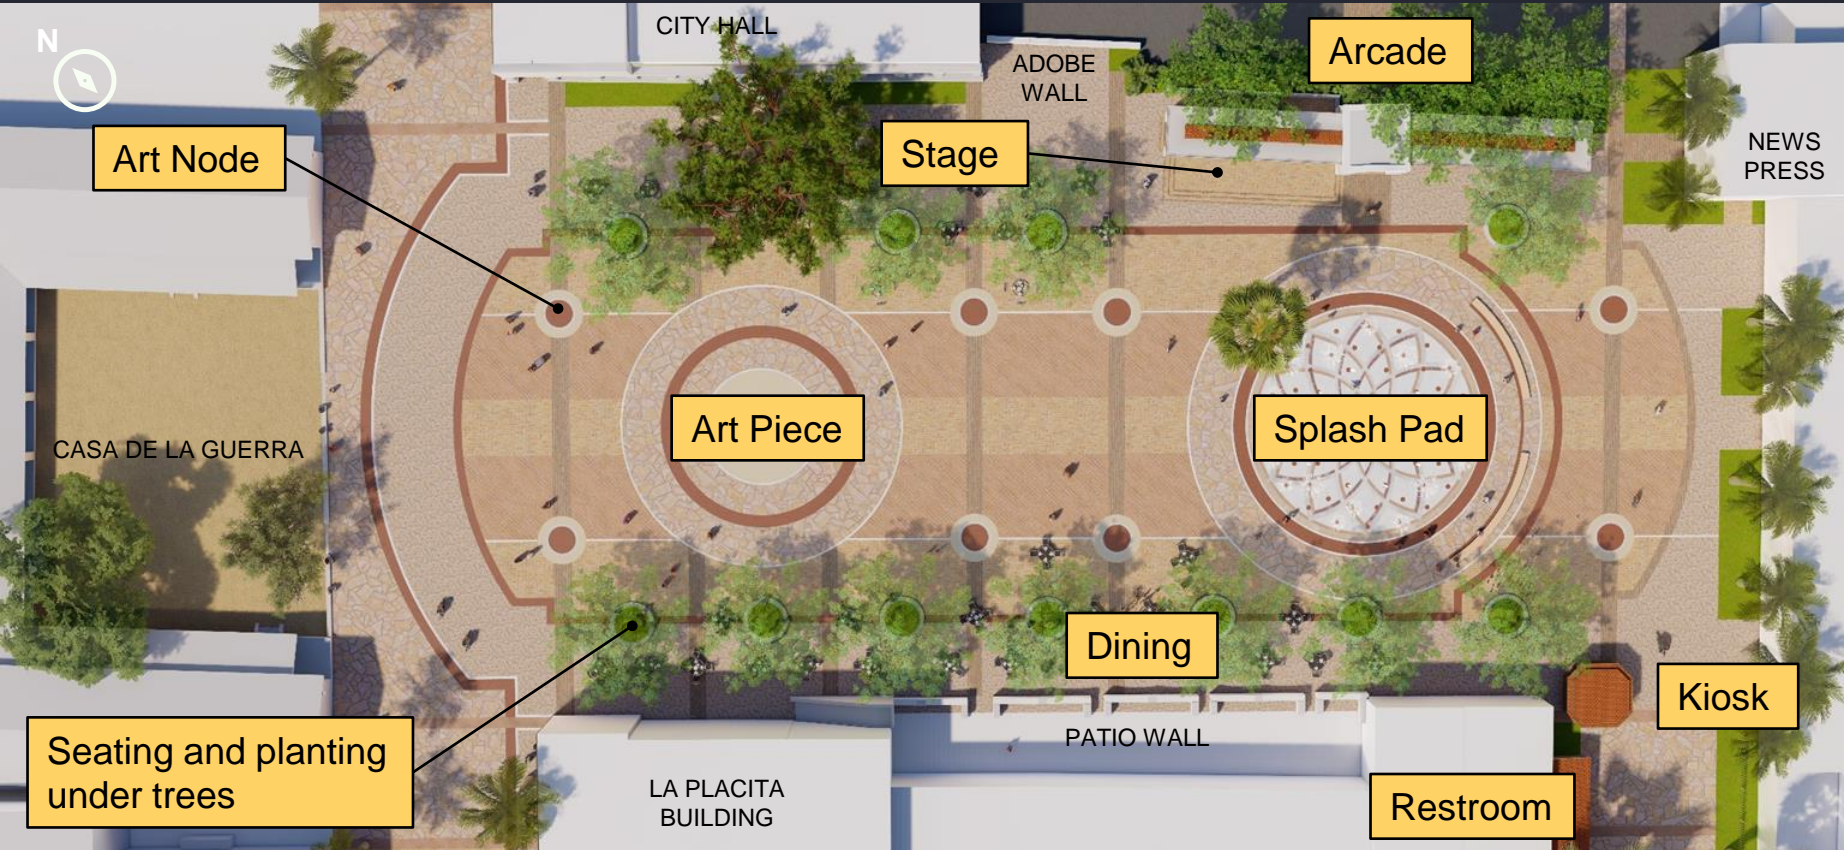 N
CITY HALL
Arcade
ADOBE
WALL
Art Node
Stage
NEWS
PRESS
Art Piece
Splash Pad
CASA DE LA GUERRA
Dining
Kiosk
Seating and planting
under trees
PATIO WALL
LA PLACITA
BUILDING
Restroom